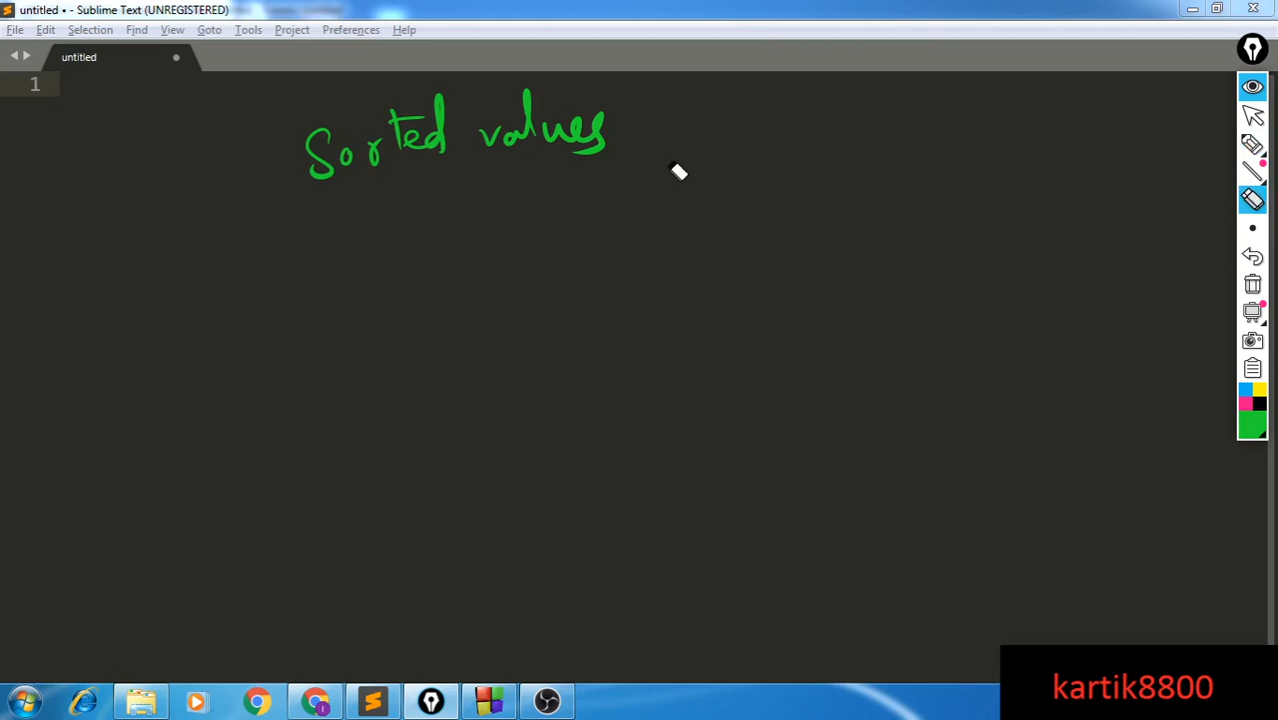 untitled • - Sublime Text (UNREGISTERED)
File Edit Selection Find View Goto Tools Project Preferences Help
untitled
1
Sorted values
kartik8800